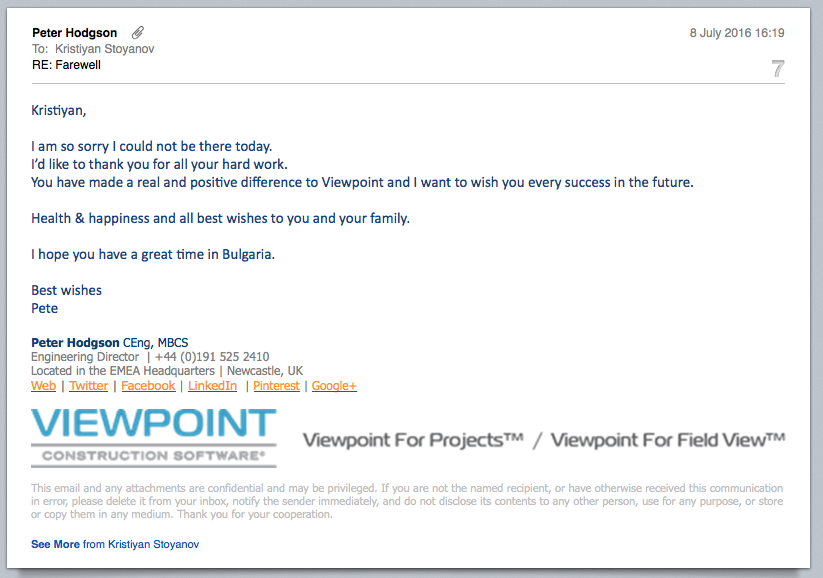 Peter Hodgson
8 July 2016 16:19
To: Kristiyan Stoyanov
RE: Farewell
7
Kristiyan,
I am so sorry I could not be there today.
I'd like to thank you for all your hard work.
You have made a real and positive difference to Viewpoint and I want to wish you every success in the future.
Health & happiness and all best wishes to you and your family.
I hope you have a great time in Bulgaria.
Best wishes
Pete
Peter Hodgson CEng, MBCS
Engineering Director | +44 (0)191 525 2410
Located in the EMEA Headquarters | Newcastle, UK
Web | Twitter | Facebook | LinkedIn | Pinterest | Google+
VIEWPOINT
CONSTRUCTION SOFTWARE®
Viewpoint For Projects™ / Viewpoint For Field View™
This email and any attachments are confidential and may be privileged. If you are not the named recipient, or have otherwise received this communication
in error, please delete it from your inbox, notify the sender immediately, and do not disclose its contents to any other person, use for any purpose, or store
or copy them in any medium. Thank you for your cooperation.
See More from Kristiyan Stoyanov